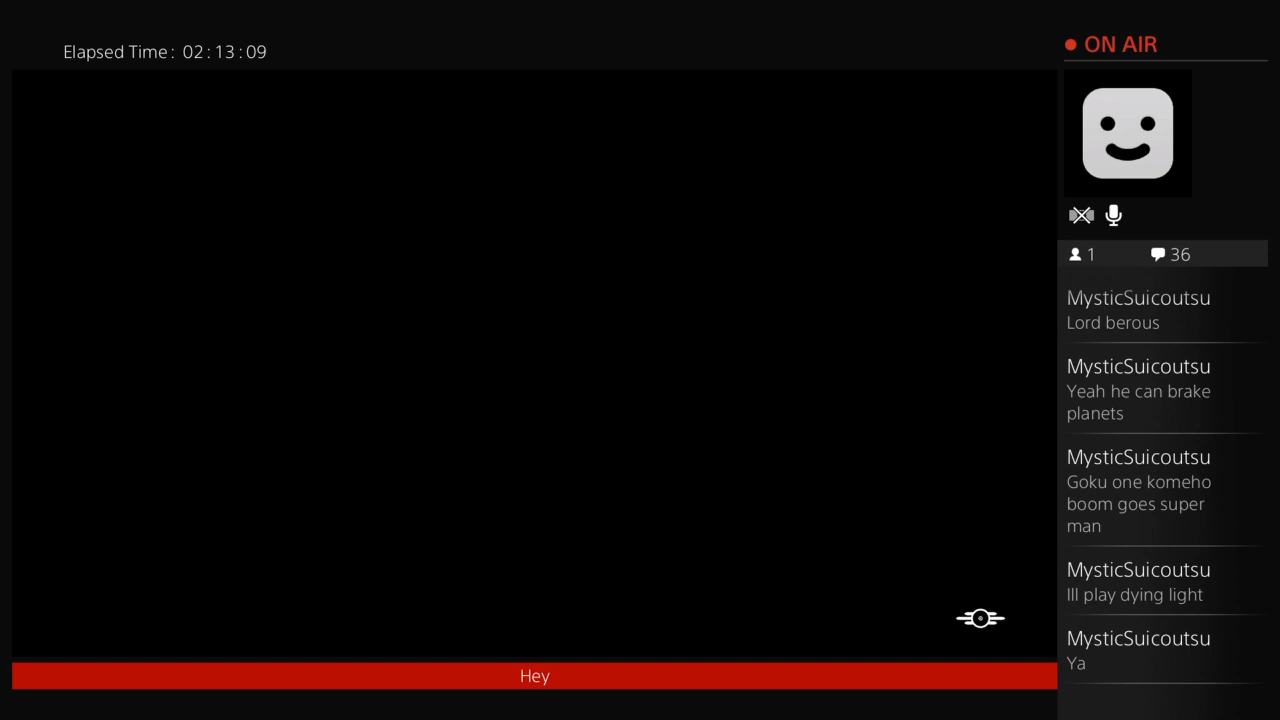 Elapsed Time: 02:13:09
ON AIR
1
36
MysticSuicoutsu
Lord berous
MysticSuicoutsu
Yeah he can brake
planets
MysticSuicoutsu
Goku one komeho
boom goes super
man
MysticSuicoutsu
Ill play dying light
MysticSuicoutsu
Ya
Hey